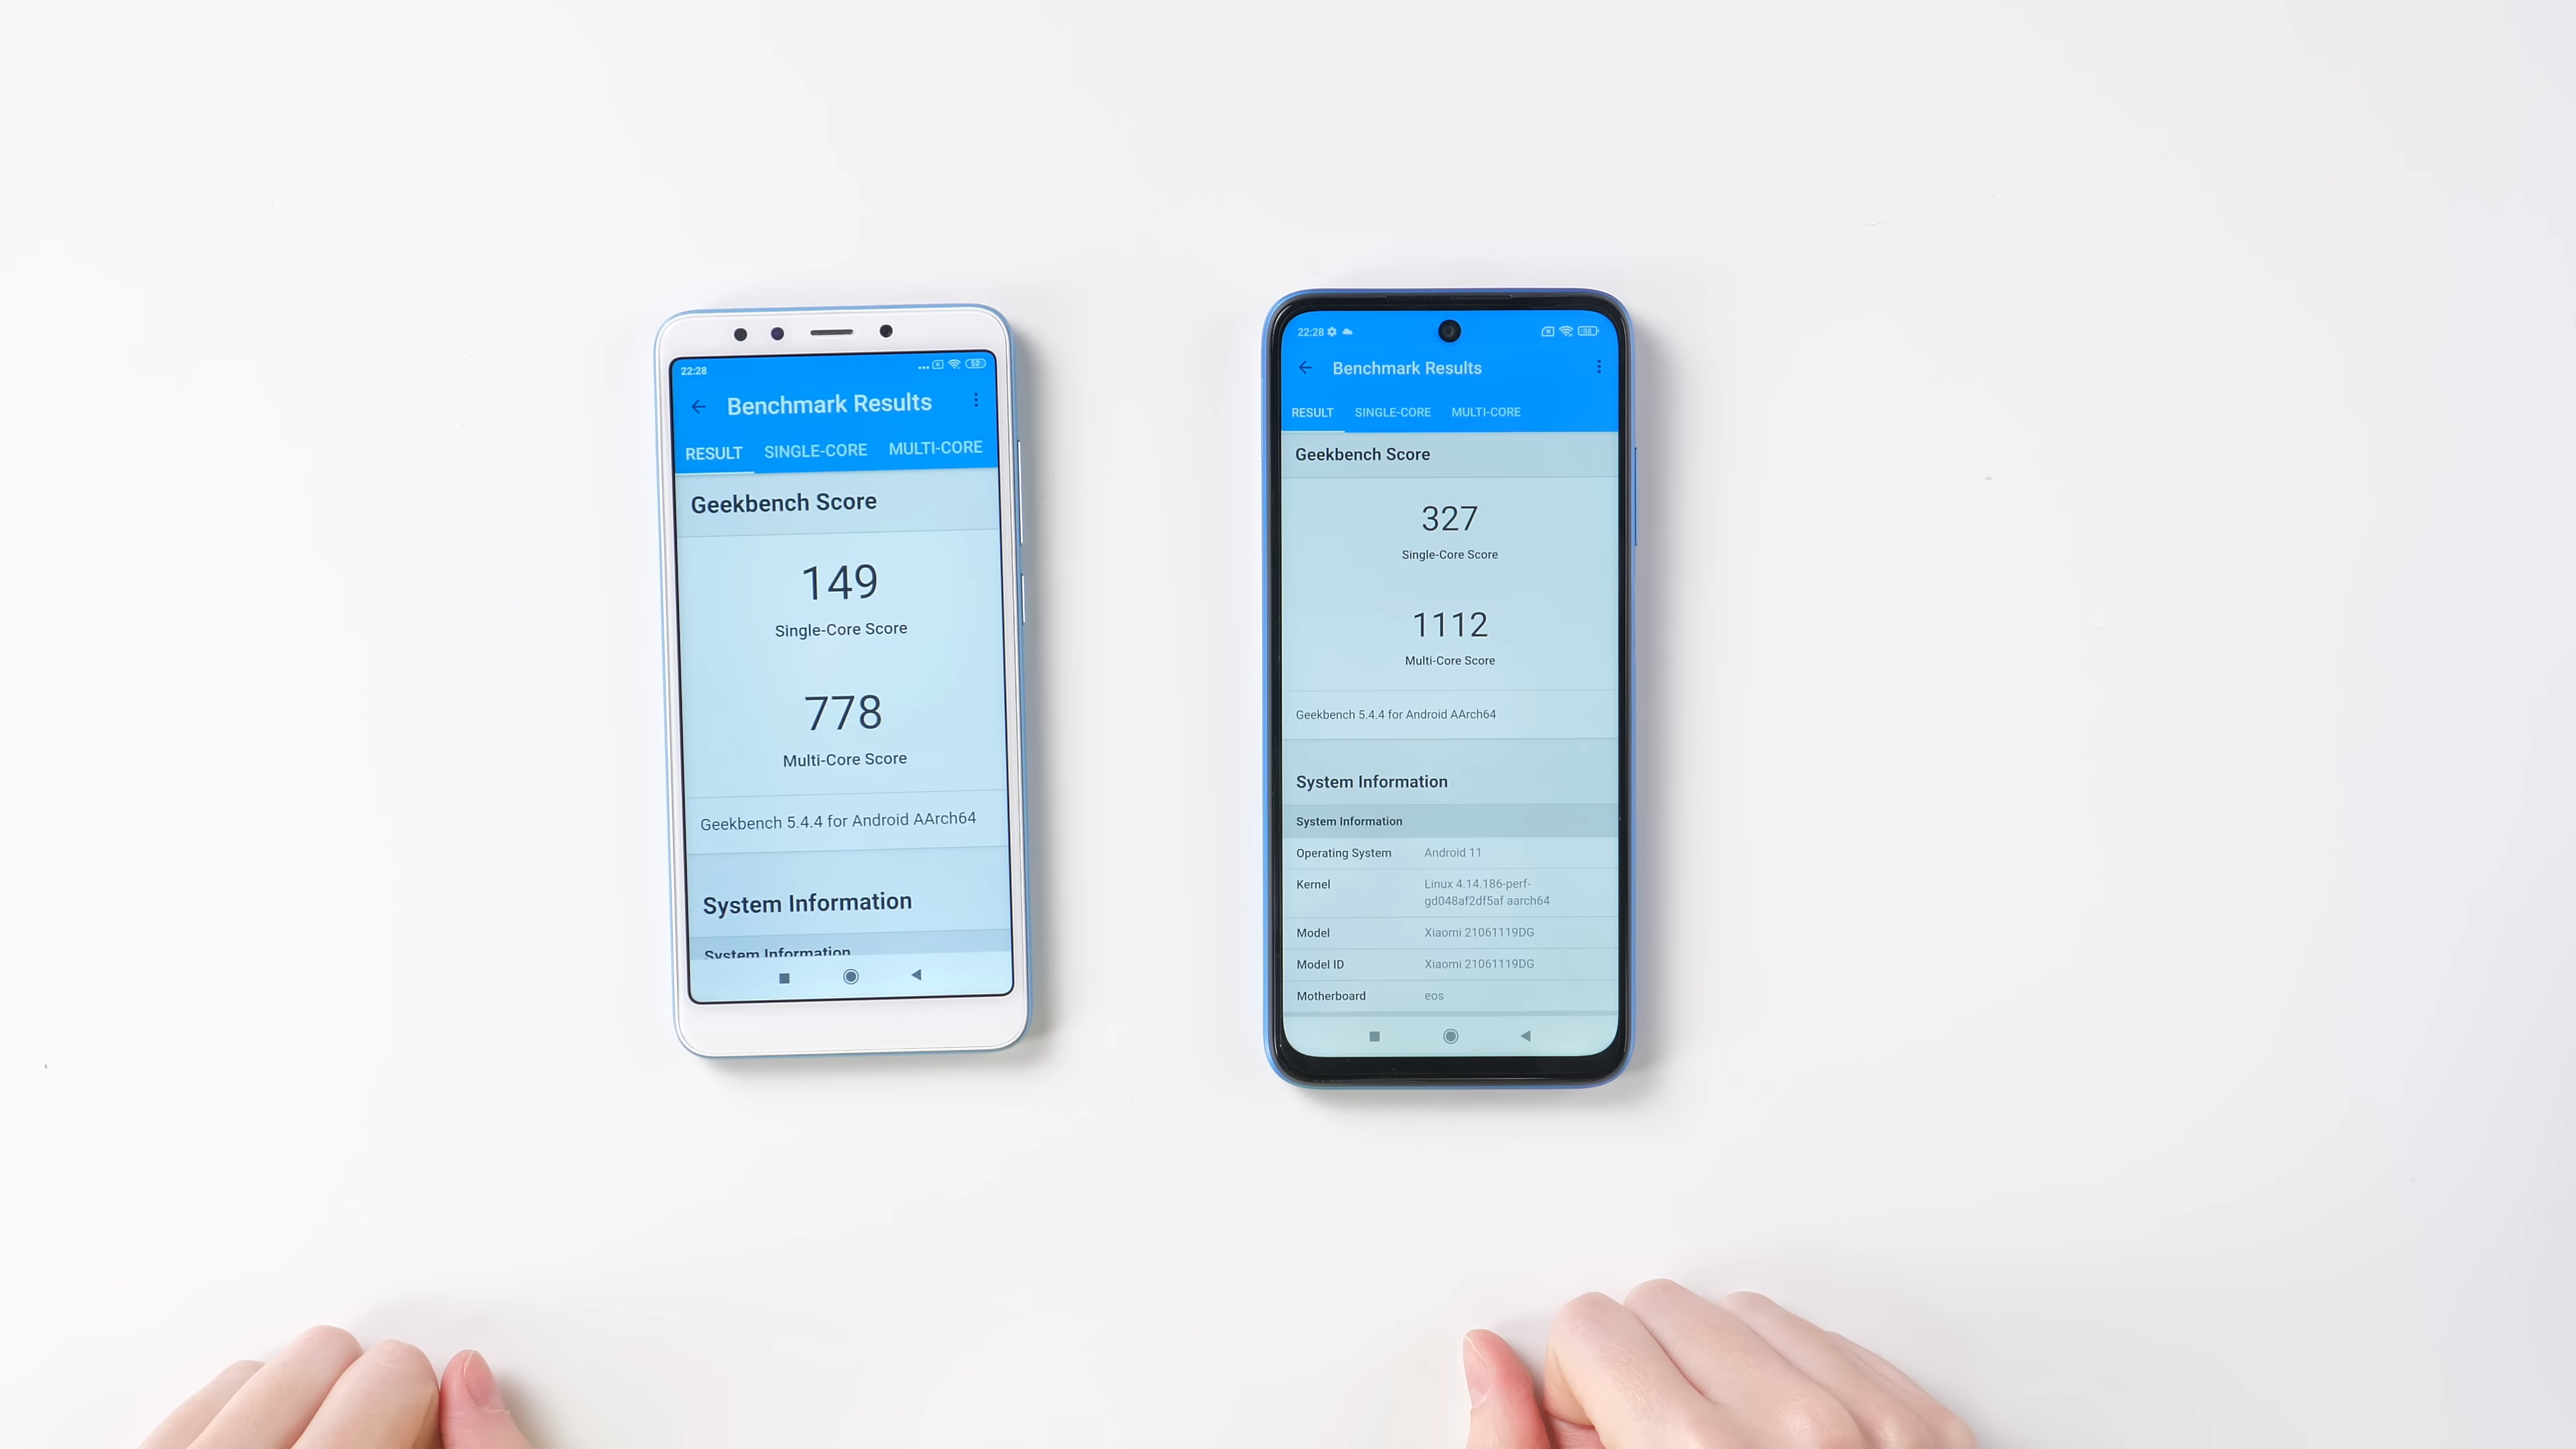 22:28
52
Benchmark Results
RESULT SINGLE-CORE MULTI-CORE
Geekbench Score
149
Single-Core Score
778
Multi-Core Score
Geekbench 5.4.4 for Android AArch64
System Information
System Information
22:28
38
Benchmark Results
RESULT SINGLE-CORE MULTI-CORE
Geekbench Score
327
Single-Core Score
1112
Multi-Core Score
Geekbench 5.4.4 for Android AArch64
System Information
System Information
Operating System Android 11
Kernel Linux 4.14.186-perf-
gd048af2df5af aarch64
Model Xiaomi 21061119DG
Model ID Xiaomi 21061119DG
Motherboard eos